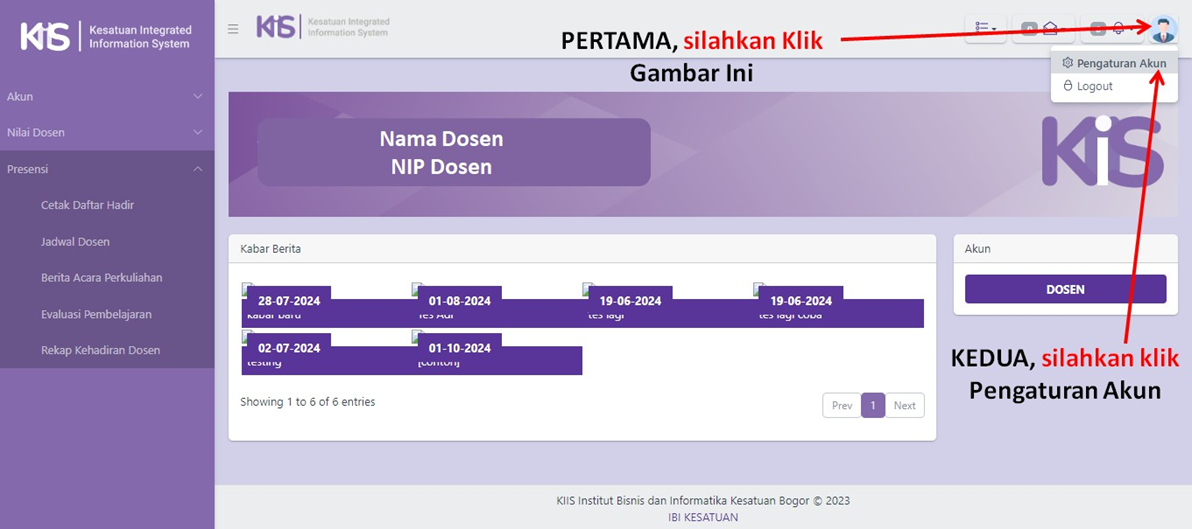 KiS
Kesatuan Integrated
Information System
KiS
Kesatuan Integrated
Information System
PERTAMA, silahkan Klik
Gambar Ini
Pengaturan Akun
Logout
Akun
Nilai Dosen
Presensi
Cetak Daftar Hadir
Jadwal Dosen
Berita Acara Perkuliahan
Evaluasi Pembelajaran
Rekap Kehadiran Dosen
Nama Dosen
NIP Dosen
KiS
Kabar Berita
28-07-2024
kabar baru
01-08-2024
Tes Adi
19-06-2024
tes lagi
19-06-2024
tes lagi coba
02-07-2024
testing
01-10-2024
[contoh]
Showing 1 to 6 of 6 entries
Prev
1
Next
Akun
DOSEN
KEDUA, silahkan klik
Pengaturan Akun
KIIS Institut Bisnis dan Informatika Kesatuan Bogor © 2023
IBI KESATUAN